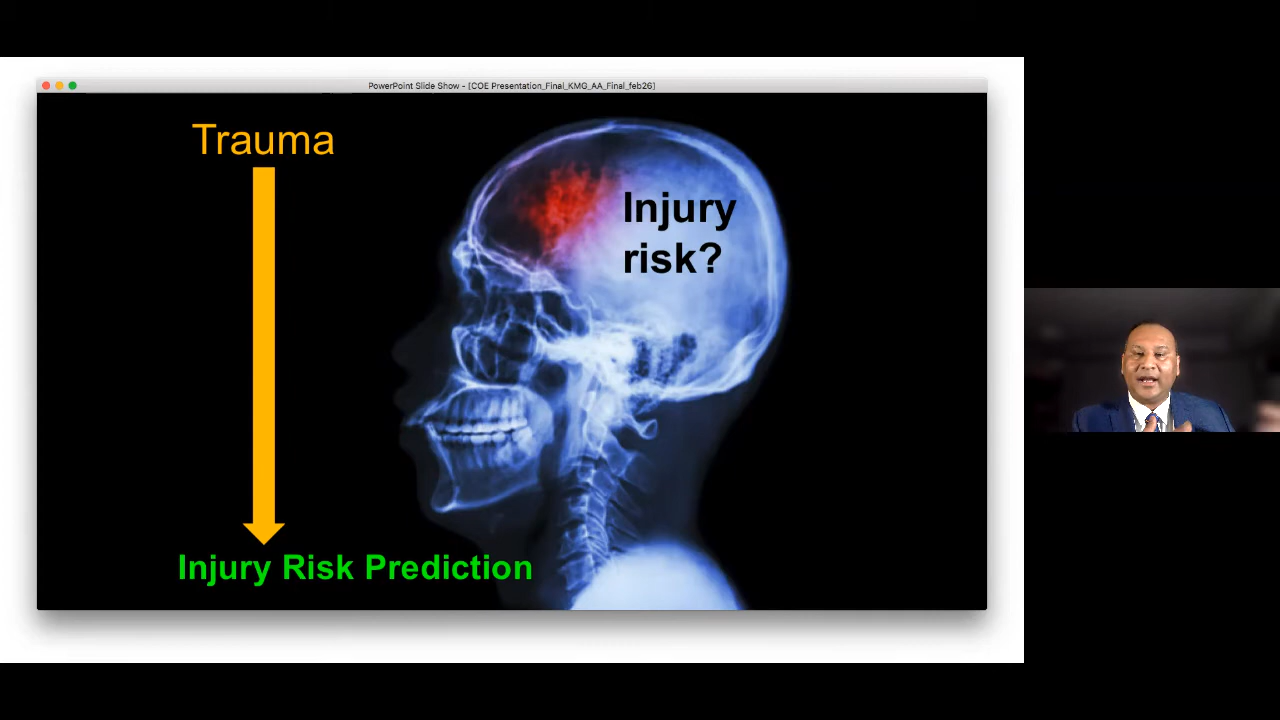 PowerPoint Slide Show - [COE Presentation_Final_KMG_AA_Final_feb26]
Trauma
Injury
risk?
Injury Risk Prediction